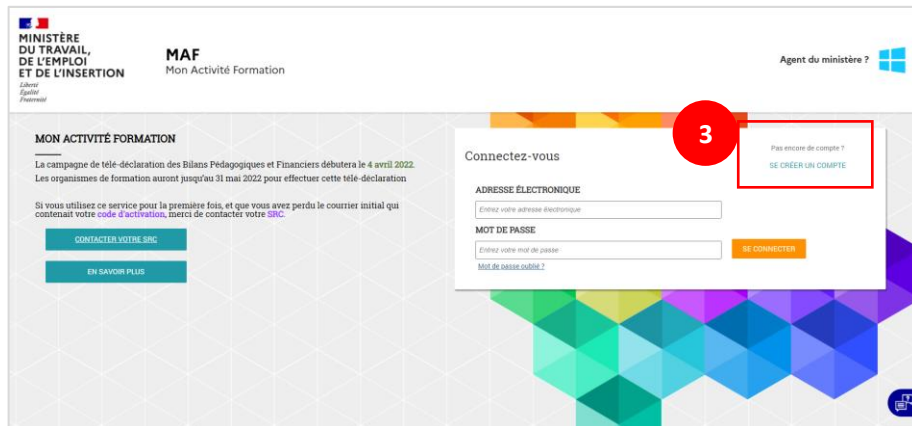 MINISTÈRE
DU TRAVAIL,
DE L'EMPLOI
ET DE L'INSERTION
Liberté
Égalité
Fraternité
MAF
Mon Activité Formation
Agent du ministère ?
MON ACTIVITÉ FORMATION
La campagne de télé-déclaration des Bilans Pédagogiques et Financiers débutera le 4 avril 2022.
Les organismes de formation auront jusqu'au 31 mai 2022 pour effectuer cette télé-déclaration
Si vous utilisez ce service pour la première fois, et que vous avez perdu le courrier initial qui
contenait votre code d'activation, merci de contacter votre SRC.
CONTACTER VOTRE SRC
EN SAVOIR PLUS
3
Pas encore de compte ?
SE CRÉER UN COMPTE
Connectez-vous
ADRESSE ÉLECTRONIQUE
Entrez votre adresse électronique
MOT DE PASSE
Entrez votre mot de passe
SE CONNECTER
Mot de passe oublié ?